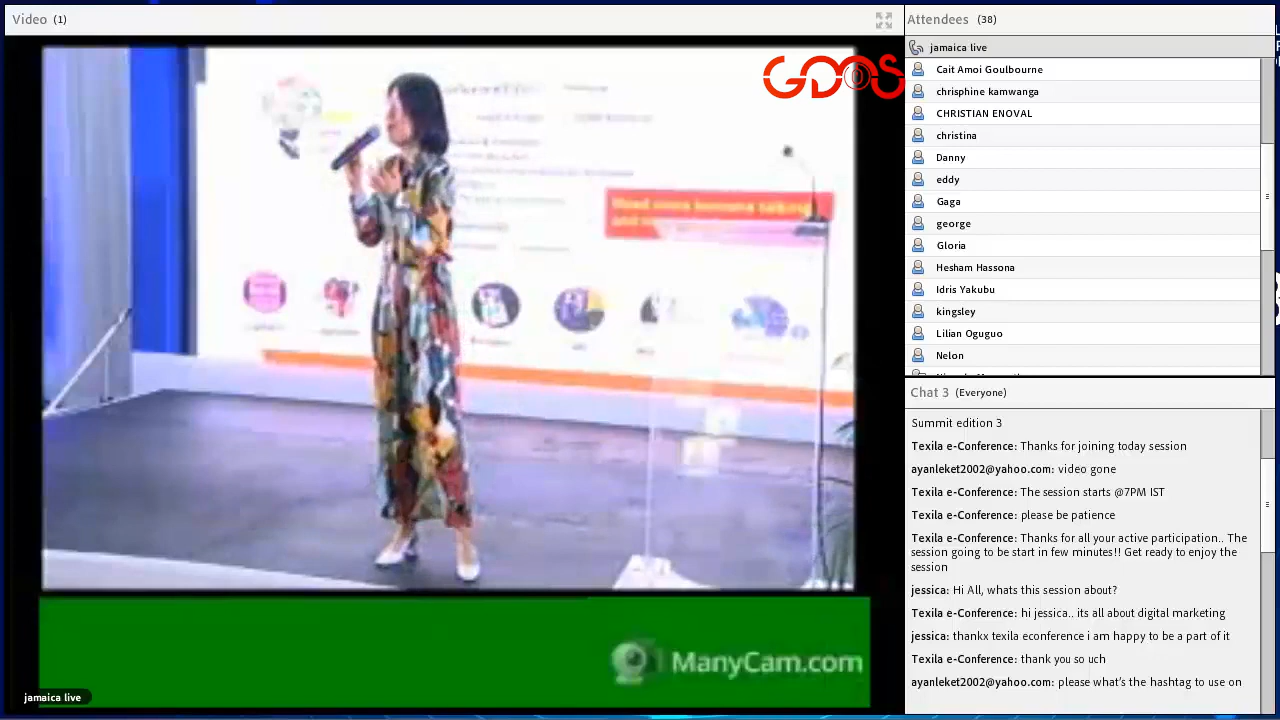 Video (1)
GDOS
ManyCam.com
jamaica live
Attendees (38)
jamaica live
Cait Amoi Goulbourne
chrisphine kamwanga
CHRISTIAN ENOVAL
christina
Danny
eddy
Gaga
george
Gloria
Hesham Hassona
Idris Yakubu
kingsley
Lilian Oguguo
Nelon
Chat 3 (Everyone)
Summit edition 3
Texila e-Conference: Thanks for joining today session
ayanleket2002@yahoo.com: video gone
Texila e-Conference: The session starts @7PM IST
Texila e-Conference: please be patience
Texila e-Conference: Thanks for all your active participation.. The
session going to be start in few minutes!! Get ready to enjoy the
session
jessica: Hi All, whats this session about?
Texila e-Conference: hi jessica.. its all about digital marketing
jessica: thankx texila econference i am happy to be a part of it
Texila e-Conference: thank you so uch
ayanleket2002@yahoo.com: please what's the hashtag to use on